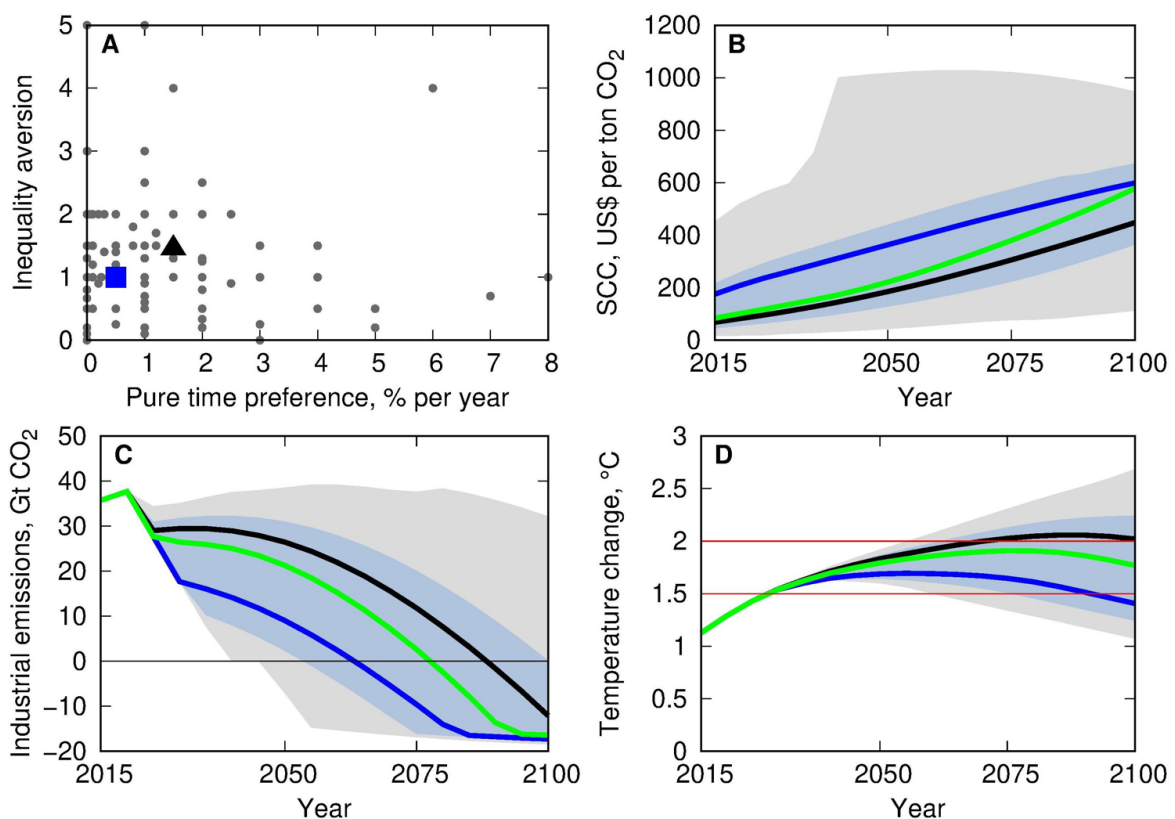 A
5
4
3
2
1
0
Inequality aversion
0 1 2 3 4 5 6 7 8
Pure time preference, % per year
B
1200
1000
800
600
400
200
0
SCC, US$ per ton CO₂
2015 2050 2075 2100
Year
C
50
40
30
20
10
0
−10
−20
Industrial emissions, Gt CO₂
2015 2050 2075 2100
Year
D
3
2.5
2
1.5
1
0.5
0
Temperature change, °C
2015 2050 2075 2100
Year